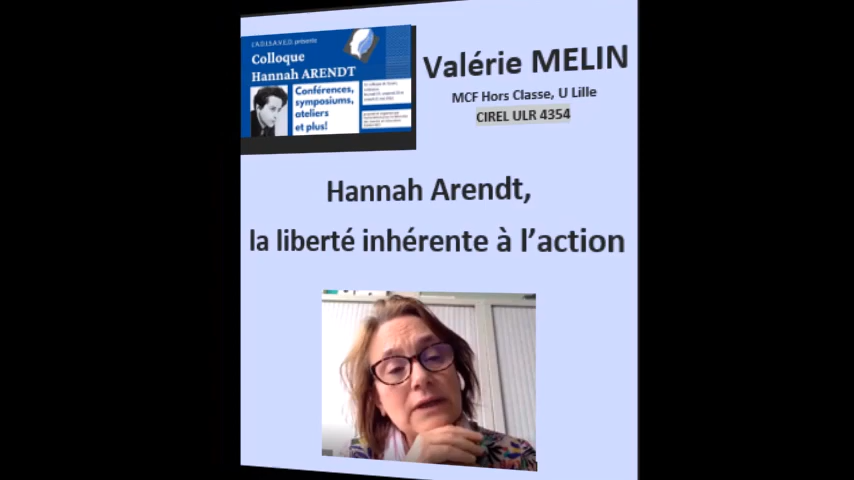 L'A.D.I.S.A.V.E.D. présente
Colloque
Hannah ARENDT
Conférences,
symposiums,
ateliers
et plus!
Valérie MELIN
MCF Hors Classe, U Lille
CIREL ULR 4354
Hannah Arendt,
la liberté inhérente à l'action